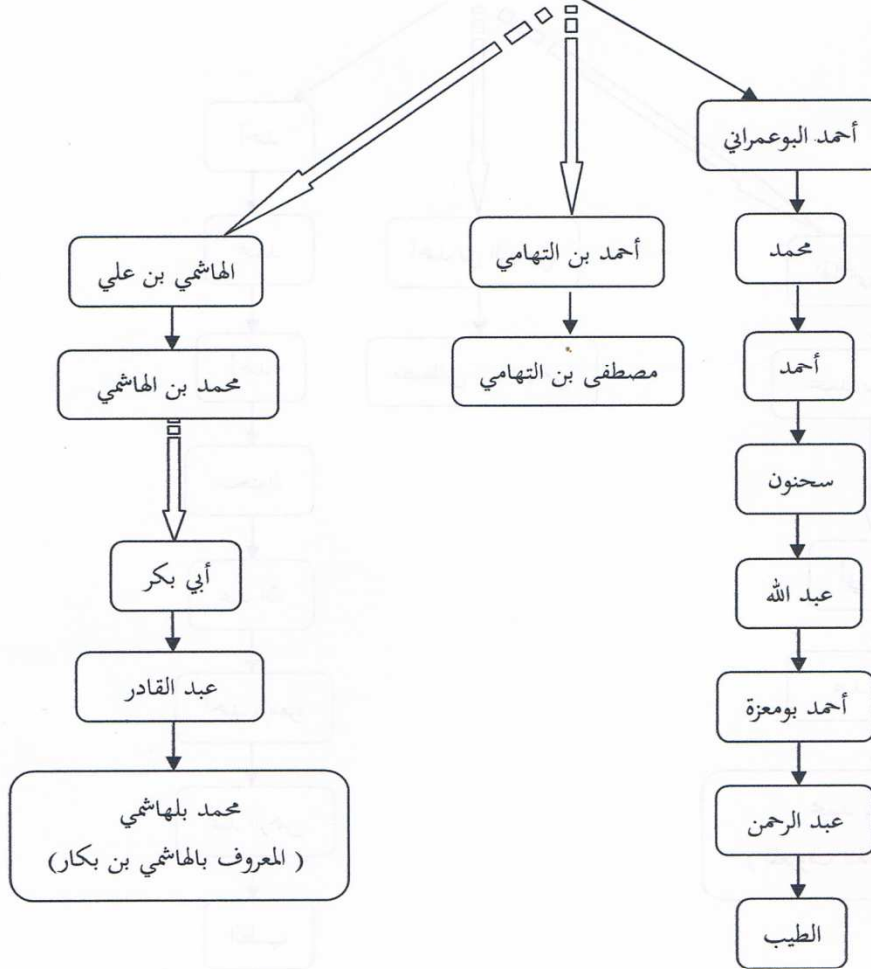 أحمد البوعمراني
محمد
أحمد
سحنون
عبد الله
أحمد بومعزة
عبد الرحمن
الطيب
أحمد بن التهامي
مصطفى بن التهامي
الهاشمي بن علي
محمد بن الهاشمي
أبي بكر
عبد القادر
محمد بلهاشمي
( المعروف بالهاشمي بن بكار)